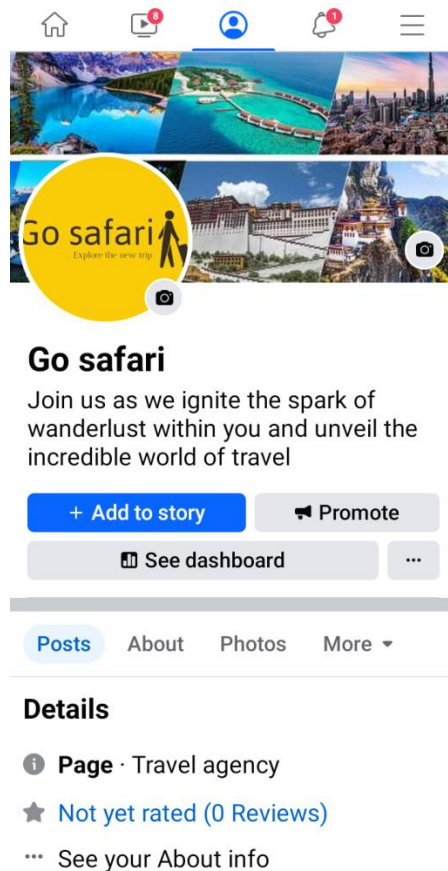 8
1
Go safari
Explore the new trip
Go safari
Join us as we ignite the spark of
wanderlust within you and unveil the
incredible world of travel
+ Add to story
Promote
See dashboard
...
Posts About Photos More
Details
Page · Travel agency
Not yet rated (0 Reviews)
... See your About info